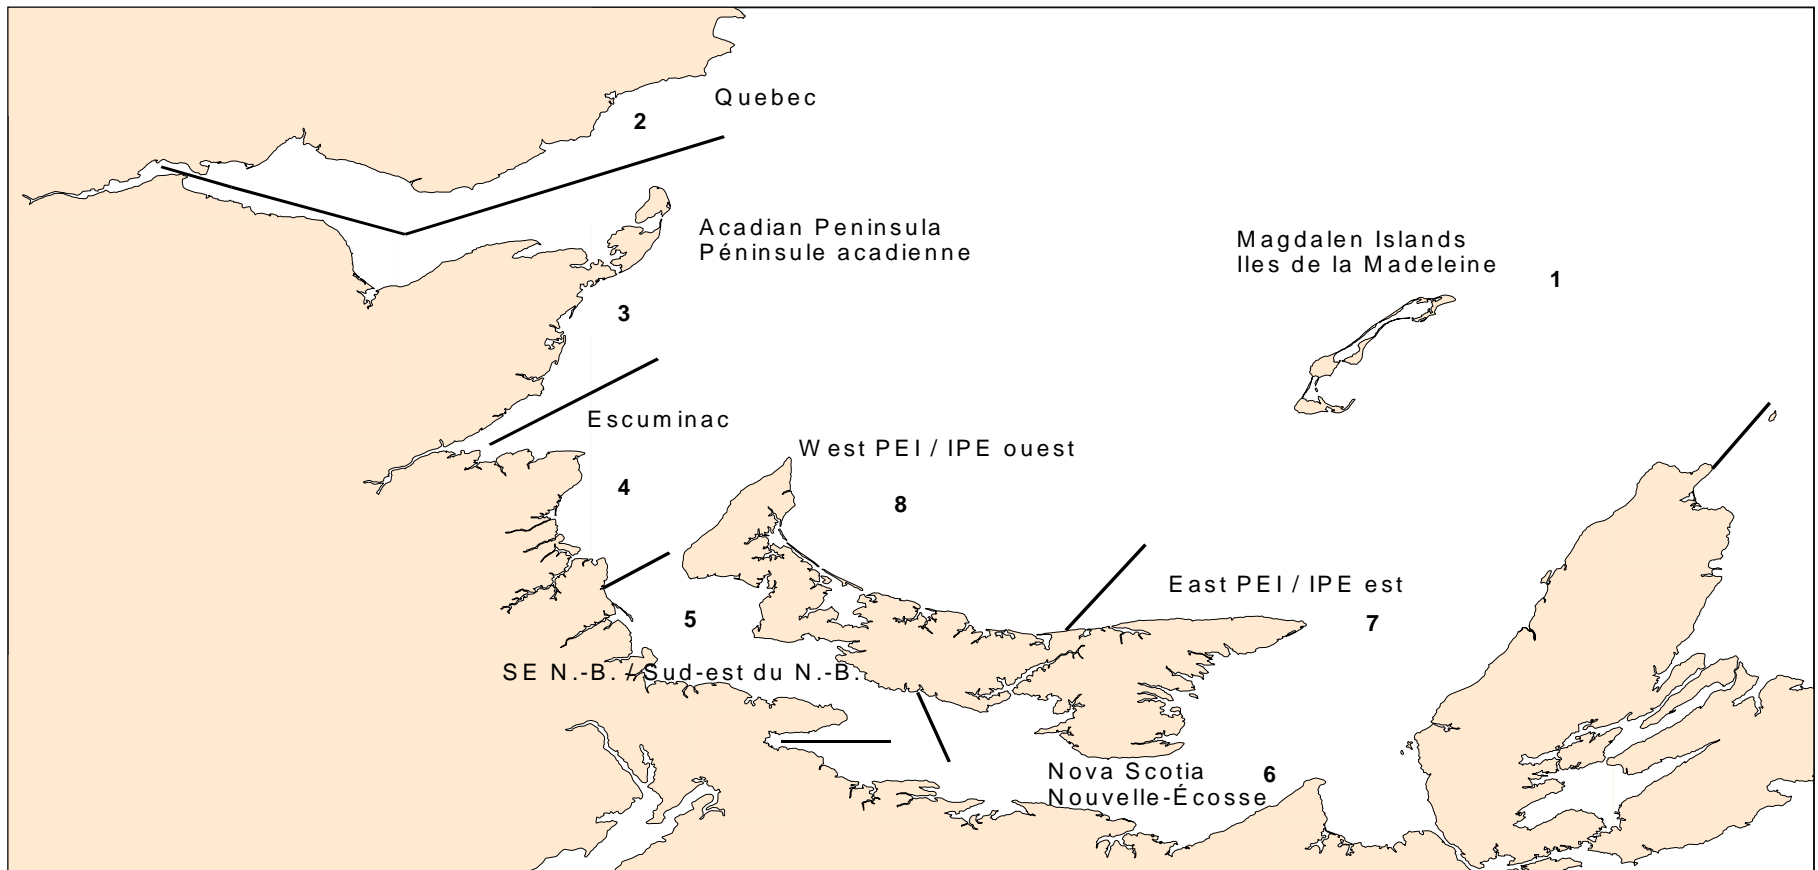 Quebec
2
Acadian Peninsula
Péninsule acadienne
Magdalen Islands
Iles de la Madeleine
1
3
Escuminac
West PEI / IPE ouest
4
8
East PEI / IPE est
5
7
SE N.-B. / Sud-est du N.-B.
Nova Scotia
Nouvelle-Écosse
6